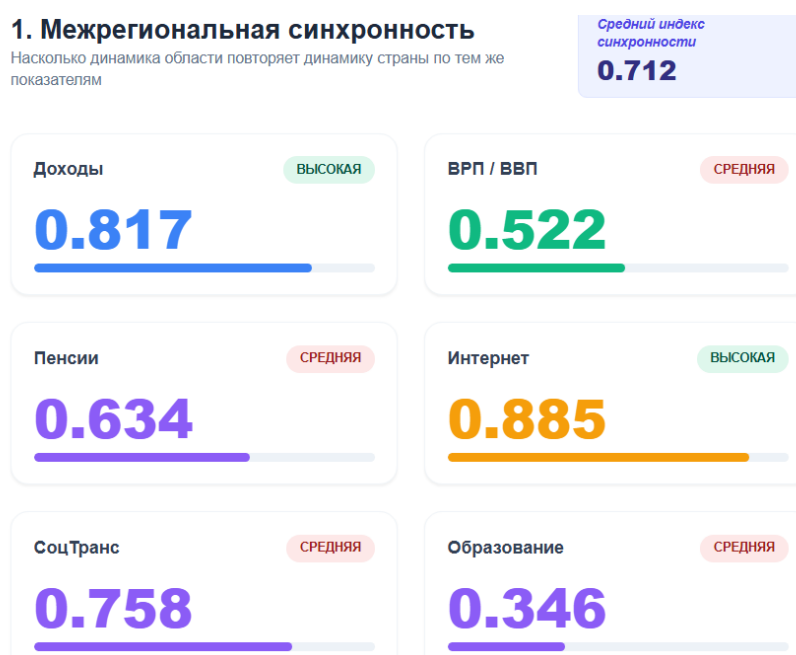 1. Межрегиональная синхронность
Насколько динамика области повторяет динамику страны по тем же
показателям
Средний индекс
синхронности
0.712
Доходы
ВЫСОКАЯ
0.817
ВРП / ВВП
СРЕДНЯЯ
0.522
Пенсии
СРЕДНЯЯ
0.634
Интернет
ВЫСОКАЯ
0.885
СоцТранс
СРЕДНЯЯ
0.758
Образование
СРЕДНЯЯ
0.346